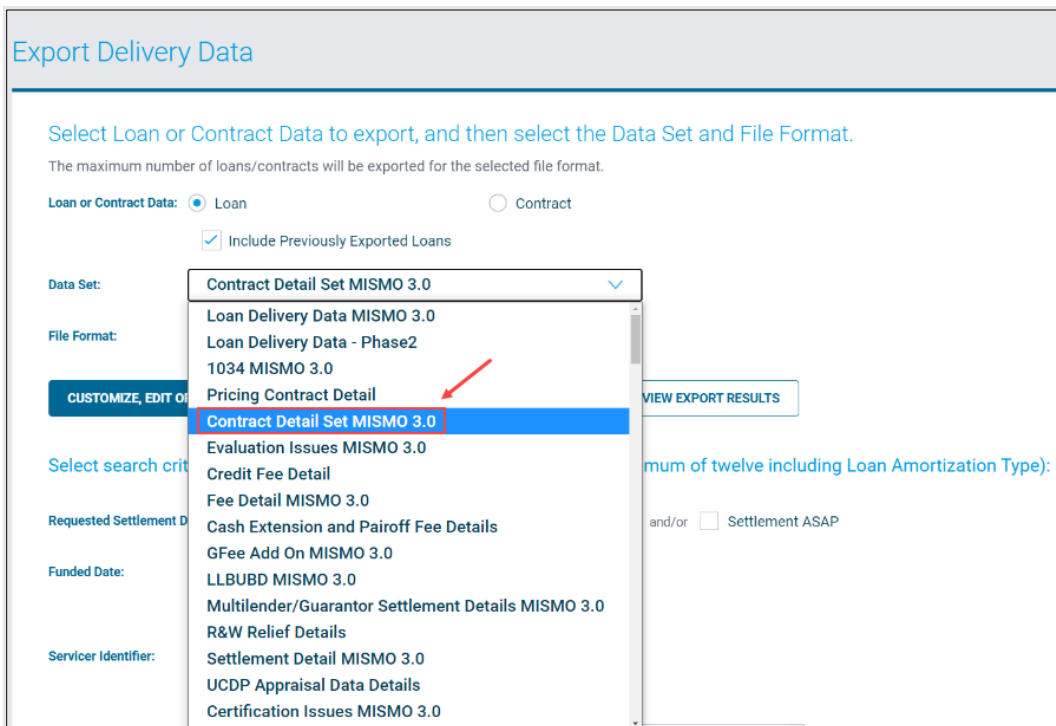 Export Delivery Data
Select Loan or Contract Data to export, and then select the Data Set and File Format.
The maximum number of loans/contracts will be exported for the selected file format.
Loan or Contract Data: Loan Contract
Include Previously Exported Loans
Data Set: Contract Detail Set MISMO 3.0
Loan Delivery Data MISMO 3.0
File Format:
Loan Delivery Data - Phase2
1034 MISMO 3.0
Pricing Contract Detail
CUSTOMIZE, EDIT VIEW EXPORT RESULTS
Contract Detail Set MISMO 3.0
Evaluation Issues MISMO 3.0
Select search mum of twelve including Loan Amortization Type):
Credit Fee Detail
Fee Detail MISMO 3.0
Requested Settlement and/or Settlement ASAP
Cash Extension and Pairoff Fee Details
GFee Add On MISMO 3.0
Funded Date:
LLBUBD MISMO 3.0
Multilender/Guarantor Settlement Details MISMO 3.0
R&W Relief Details
Servicer Identifier: Settlement Detail MISMO 3.0
UCDP Appraisal Data Details
Certification Issues MISMO 3.0